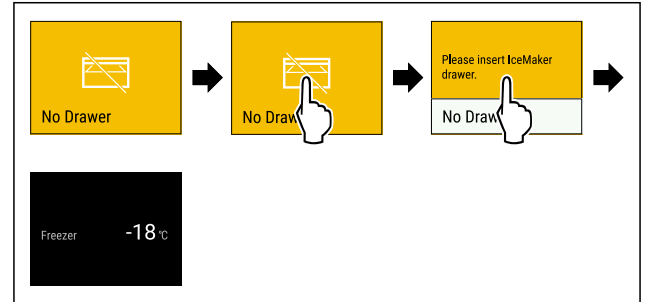 No Drawer
No Draw
Please insert IceMaker
drawer.
No Draw
Freezer -18 °C